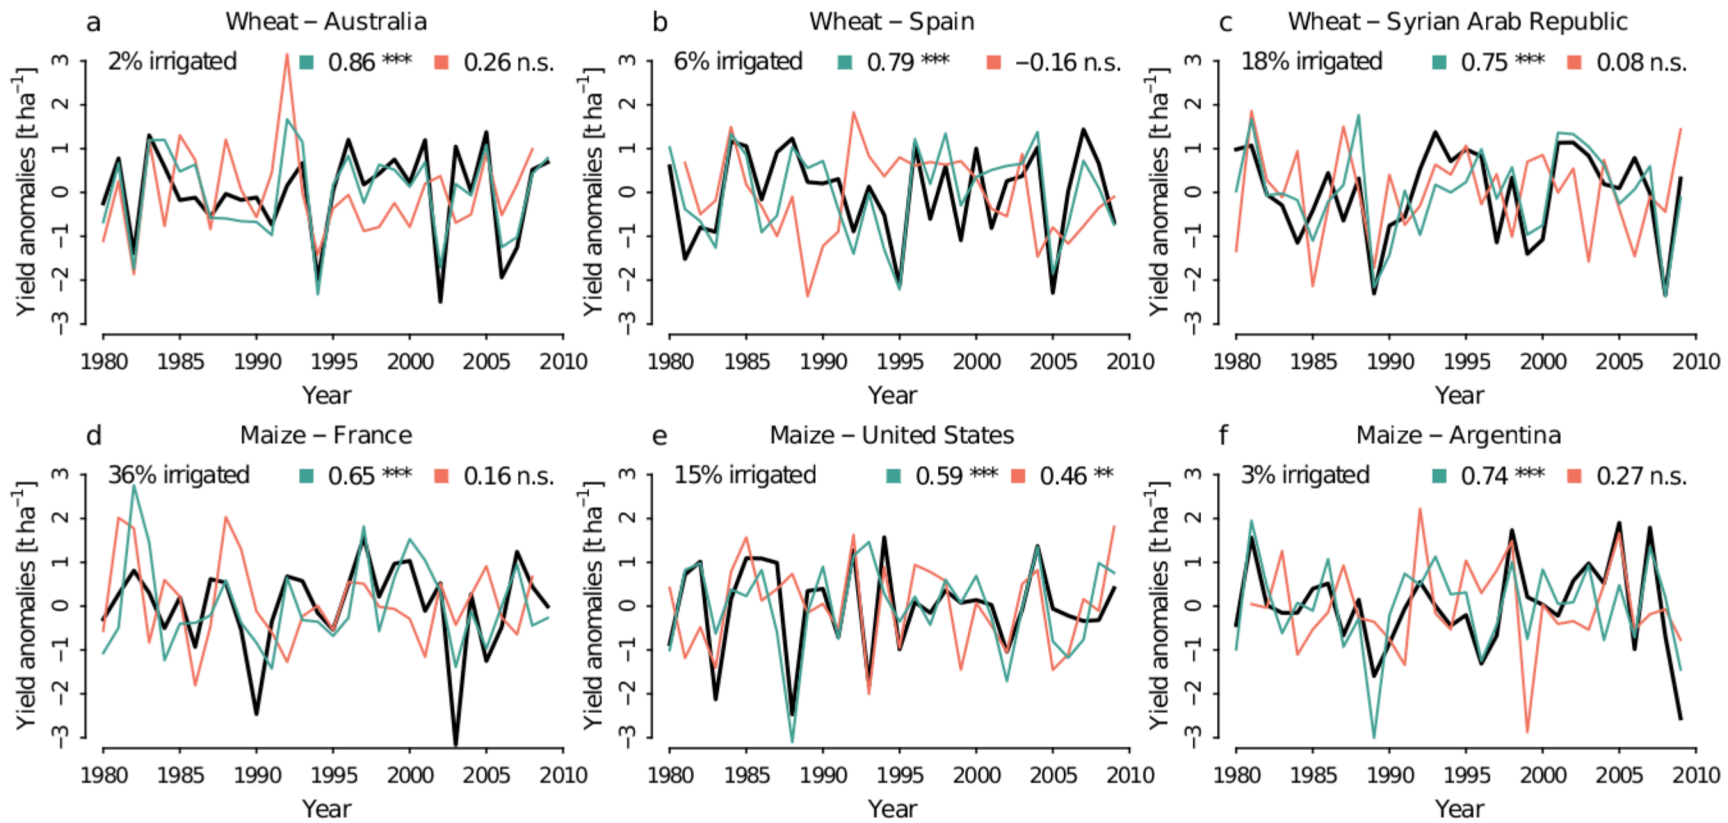 a Wheat – Australia
2% irrigated 0.86 *** 0.26 n.s.
Yield anomalies [t ha⁻¹]
3
2
1
0
−1
−2
−3
1980 1985 1990 1995 2000 2005 2010
Year
b Wheat – Spain
6% irrigated 0.79 *** −0.16 n.s.
Yield anomalies [t ha⁻¹]
3
2
1
0
−1
−2
−3
1980 1985 1990 1995 2000 2005 2010
Year
c Wheat – Syrian Arab Republic
18% irrigated 0.75 *** 0.08 n.s.
Yield anomalies [t ha⁻¹]
3
2
1
0
−1
−2
−3
1980 1985 1990 1995 2000 2005 2010
Year
d Maize – France
36% irrigated 0.65 *** 0.16 n.s.
Yield anomalies [t ha⁻¹]
3
2
1
0
−1
−2
−3
1980 1985 1990 1995 2000 2005 2010
Year
e Maize – United States
15% irrigated 0.59 *** 0.46 **
Yield anomalies [t ha⁻¹]
3
2
1
0
−1
−2
−3
1980 1985 1990 1995 2000 2005 2010
Year
f Maize – Argentina
3% irrigated 0.74 *** 0.27 n.s.
Yield anomalies [t ha⁻¹]
3
2
1
0
−1
−2
−3
1980 1985 1990 1995 2000 2005 2010
Year